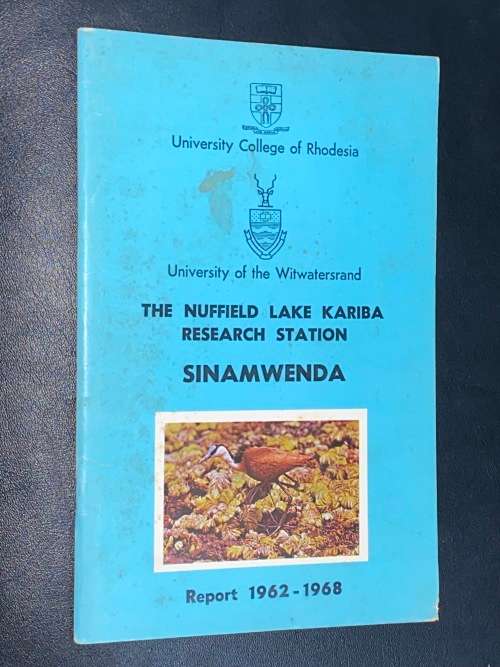 University College of Rhodesia
University of the Witwatersrand
THE NUFFIELD LAKE KARIBA
RESEARCH STATION
SINAMWENDA
Report 1962-1968